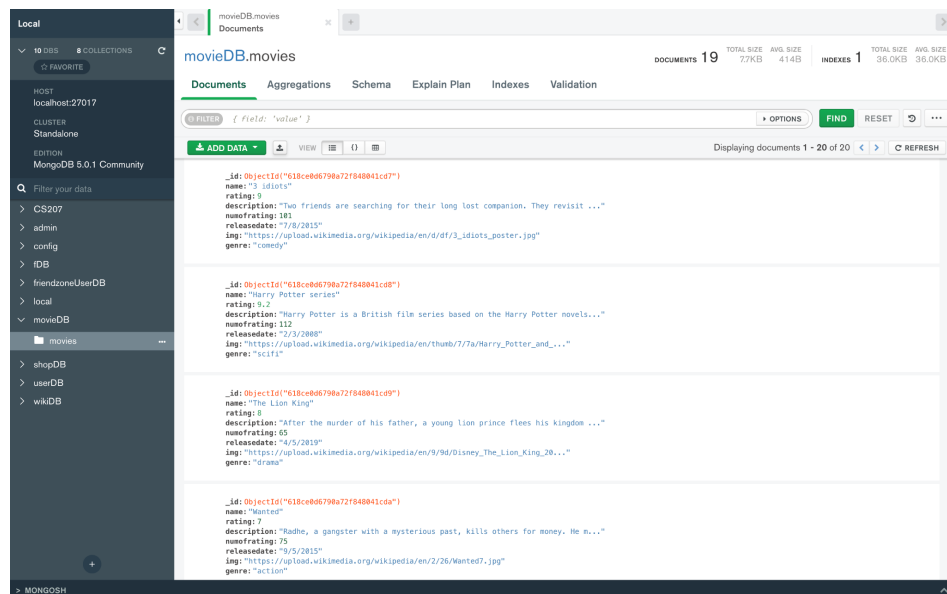 Local
movieDB.movies
Documents
10 DBS 8 COLLECTIONS
FAVORITE
HOST
localhost:27017
CLUSTER
Standalone
EDITION
MongoDB 5.0.1 Community
Filter your data
CS207
admin
config
fDB
friendzoneUserDB
local
movieDB
movies
shopDB
userDB
wikiDB
movieDB.movies
DOCUMENTS 19 TOTAL SIZE 7.7KB AVG. SIZE 414B INDEXES 1 TOTAL SIZE 36.0KB AVG. SIZE 36.0KB
Documents Aggregations Schema Explain Plan Indexes Validation
FILTER { field: 'value' } OPTIONS FIND RESET
ADD DATA VIEW {} Displaying documents 1 - 20 of 20 < > REFRESH
_id: ObjectId("618ce0d6790a72f848041cd7")
name: "3 idiots"
rating: 9
description: "Two friends are searching for their long lost companion. They revisit ..."
numofrating: 101
releasedate: "7/8/2015"
img: "https://upload.wikimedia.org/wikipedia/en/d/df/3_idiots_poster.jpg"
genre: "comedy"
_id: ObjectId("618ce0d6790a72f848041cd8")
name: "Harry Potter series"
rating: 9.2
description: "Harry Potter is a British film series based on the Harry Potter novels..."
numofrating: 112
releasedate: "2/3/2008"
img: "https://upload.wikimedia.org/wikipedia/en/thumb/7/7a/Harry_Potter_and_..."
genre: "scifi"
_id: ObjectId("618ce0d6790a72f848041cd9")
name: "The Lion King"
rating: 8
description: "After the murder of his father, a young lion prince flees his kingdom ..."
numofrating: 65
releasedate: "4/5/2019"
img: "https://upload.wikimedia.org/wikipedia/en/9/9d/Disney_The_Lion_King_20..."
genre: "drama"
_id: ObjectId("618ce0d6790a72f848041cda")
name: "Wanted"
rating: 7
description: "Radhe, a gangster with a mysterious past, kills others for money. He m..."
numofrating: 75
releasedate: "9/5/2015"
img: "https://upload.wikimedia.org/wikipedia/en/2/26/Wanted7.jpg"
genre: "action"
> MONGOSH